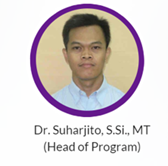 Dr. Suharjito, S.Si., MT
(Head of Program)